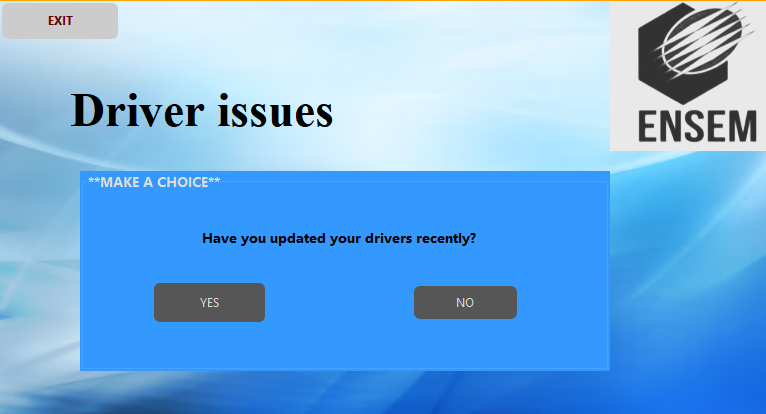 EXIT
ENSEM
Driver issues
**MAKE A CHOICE**
Have you updated your drivers recently?
YES
NO